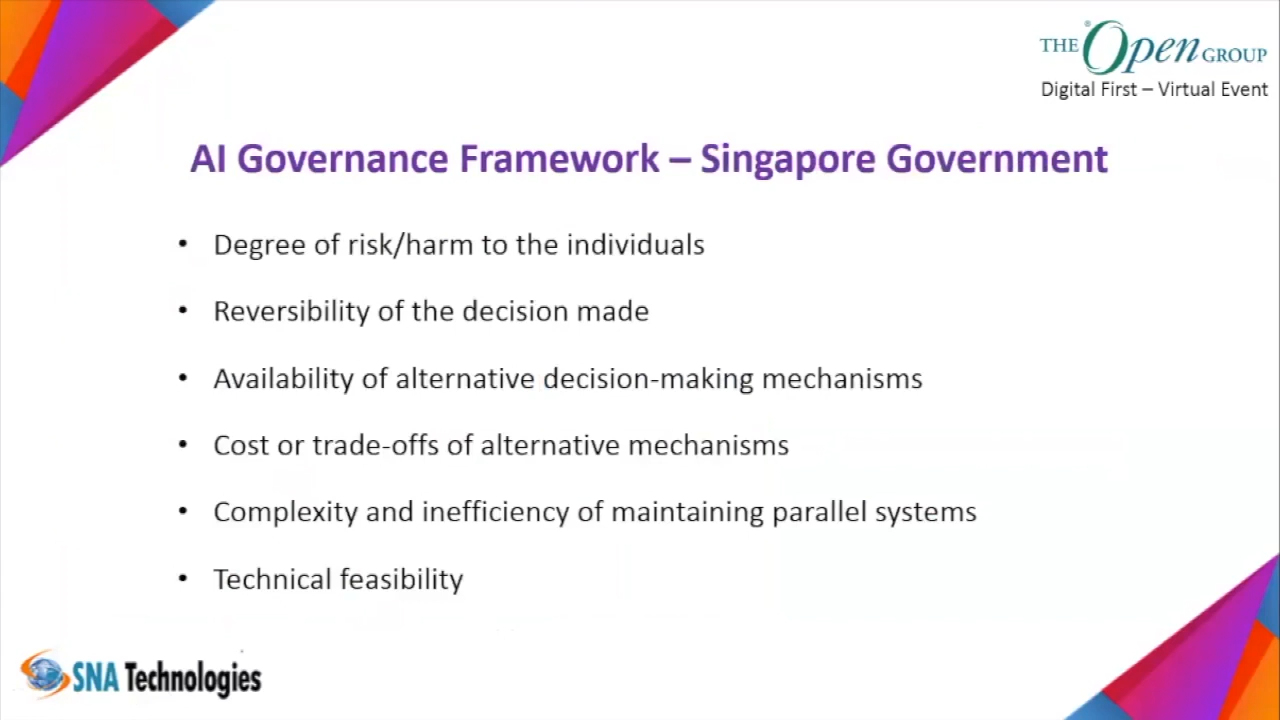 THE Open GROUP
Digital First – Virtual Event
AI Governance Framework – Singapore Government
• Degree of risk/harm to the individuals
• Reversibility of the decision made
• Availability of alternative decision-making mechanisms
• Cost or trade-offs of alternative mechanisms
• Complexity and inefficiency of maintaining parallel systems
• Technical feasibility
SNA Technologies